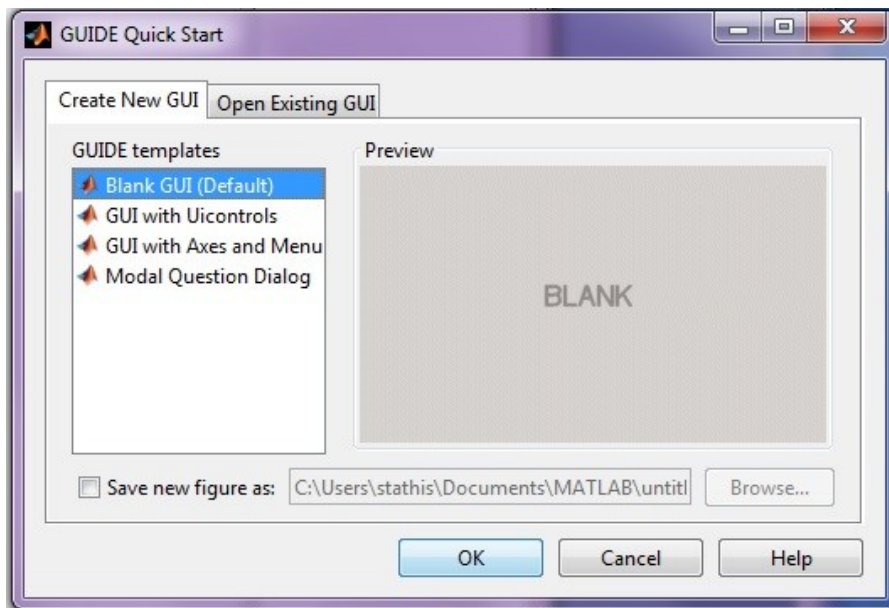 GUIDE Quick Start
Create New GUI
Open Existing GUI
GUIDE templates
Blank GUI (Default)
GUI with Uicontrols
GUI with Axes and Menu
Modal Question Dialog
Preview
BLANK
Save new figure as:
C:\Users\stathis\Documents\MATLAB\untitl
Browse...
OK
Cancel
Help